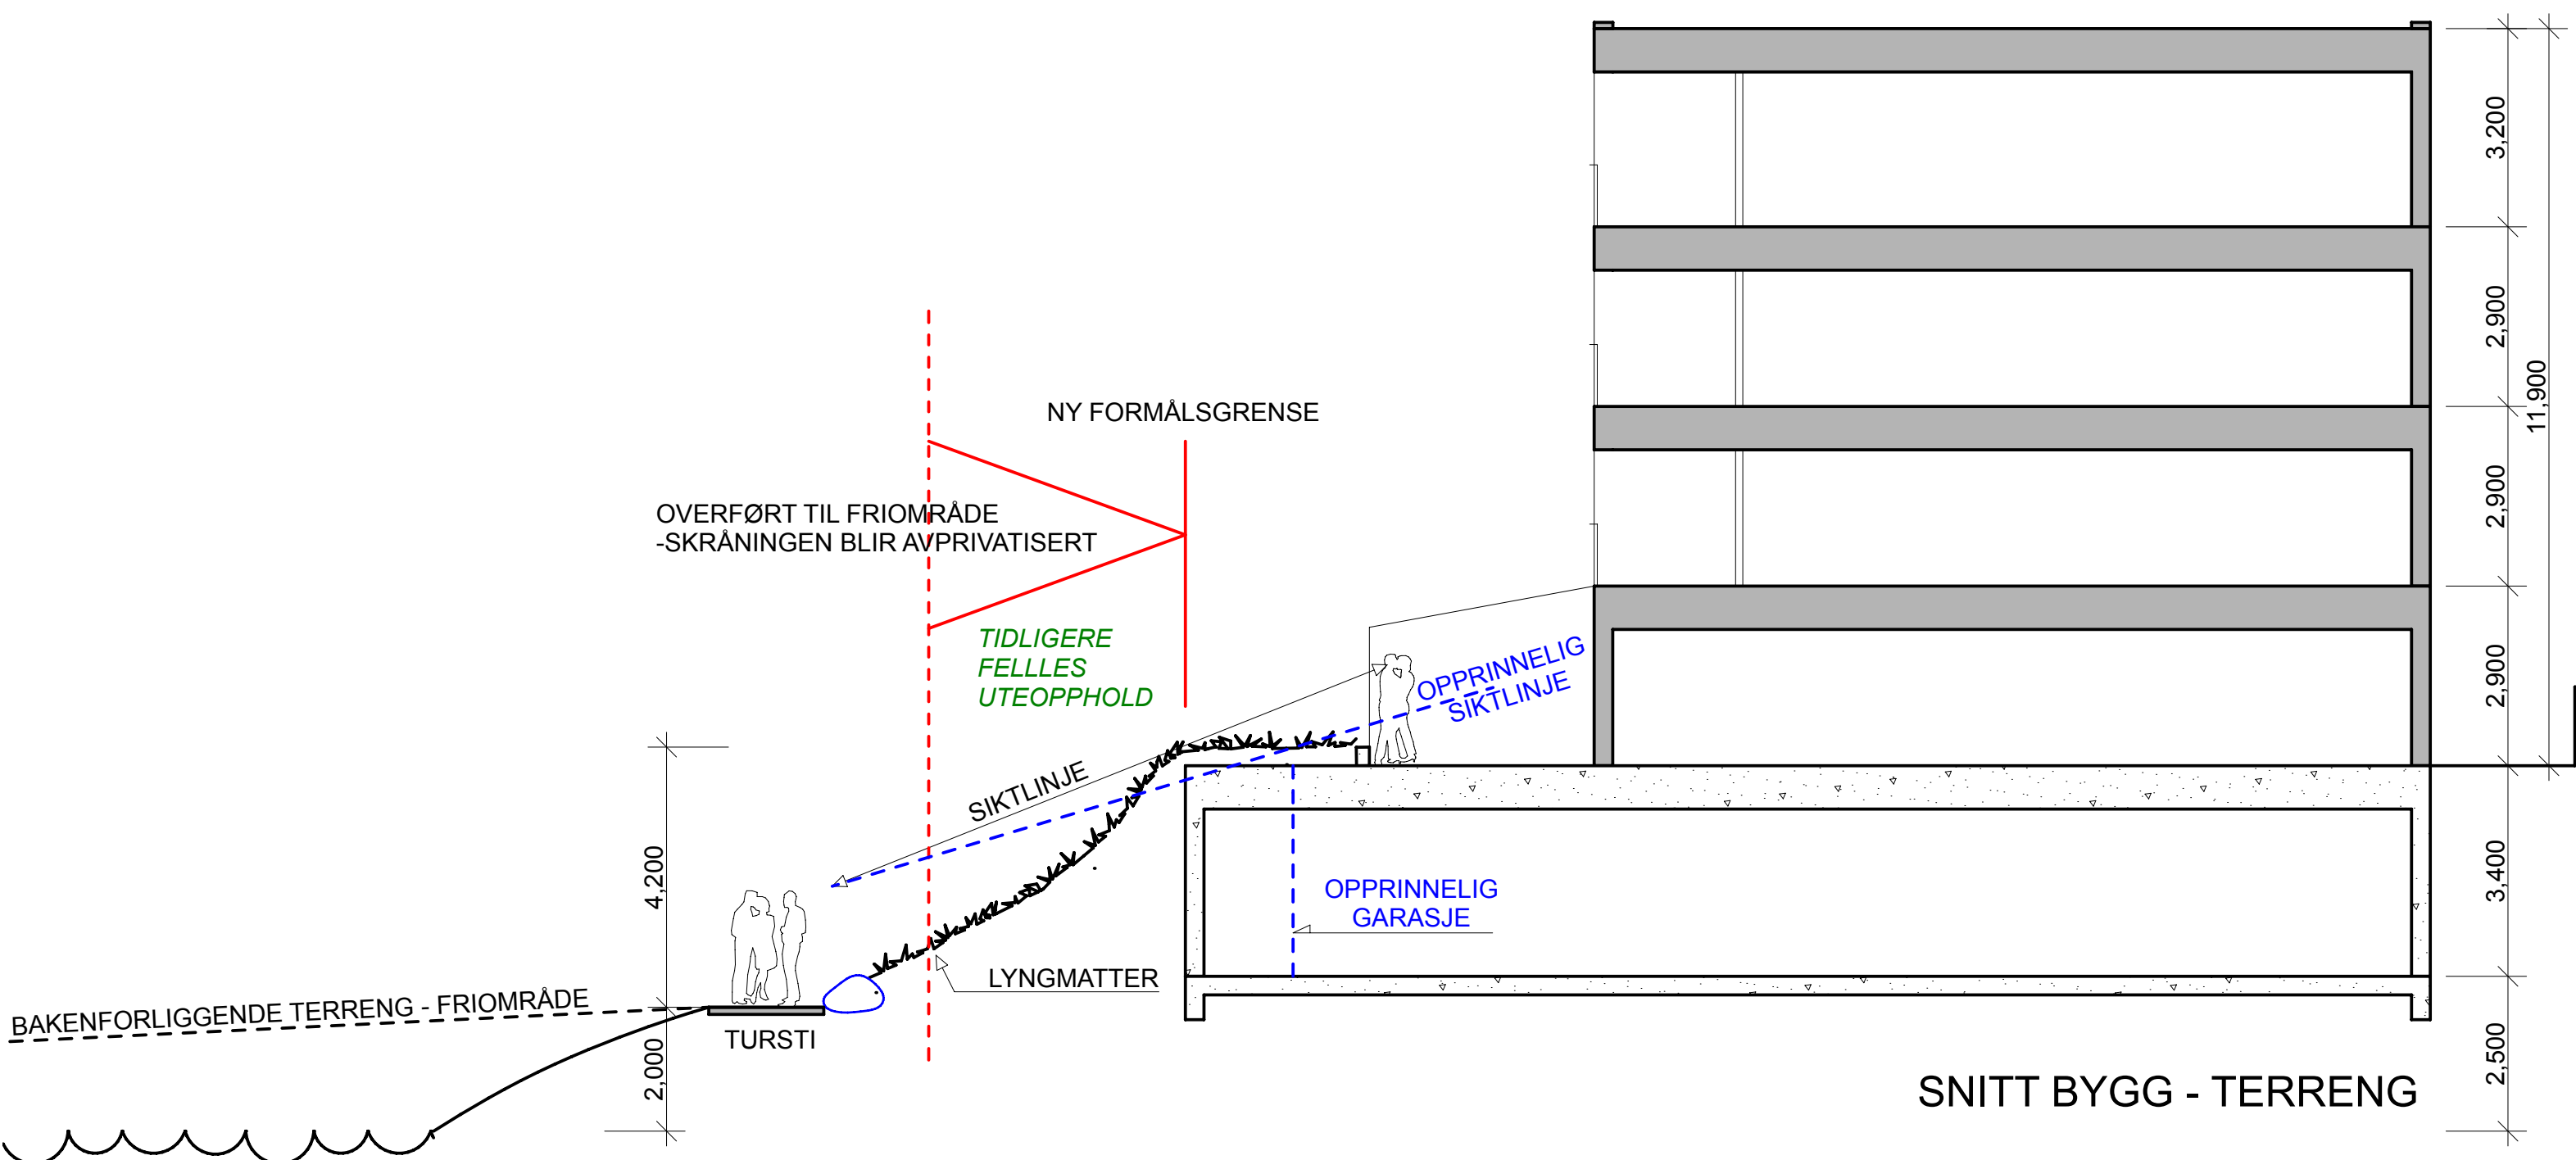 3,200
2,900
11,900
NY FORMÅLSGRENSE
2,900
OVERFØRT TIL FRIOMRÅDE
-SKRÅNINGEN BLIR AVPRIVATISERT
TIDLIGERE
FELLLES
UTEOPPHOLD
OPPRINNELIG
SIKTLINJE
2,900
SIKTLINJE
4,200
OPPRINNELIG
GARASJE
3,400
LYNGMATTER
BAKENFORLIGGENDE TERRENG - FRIOMRÅDE
TURSTI
2,000
2,500
SNITT BYGG - TERRENG